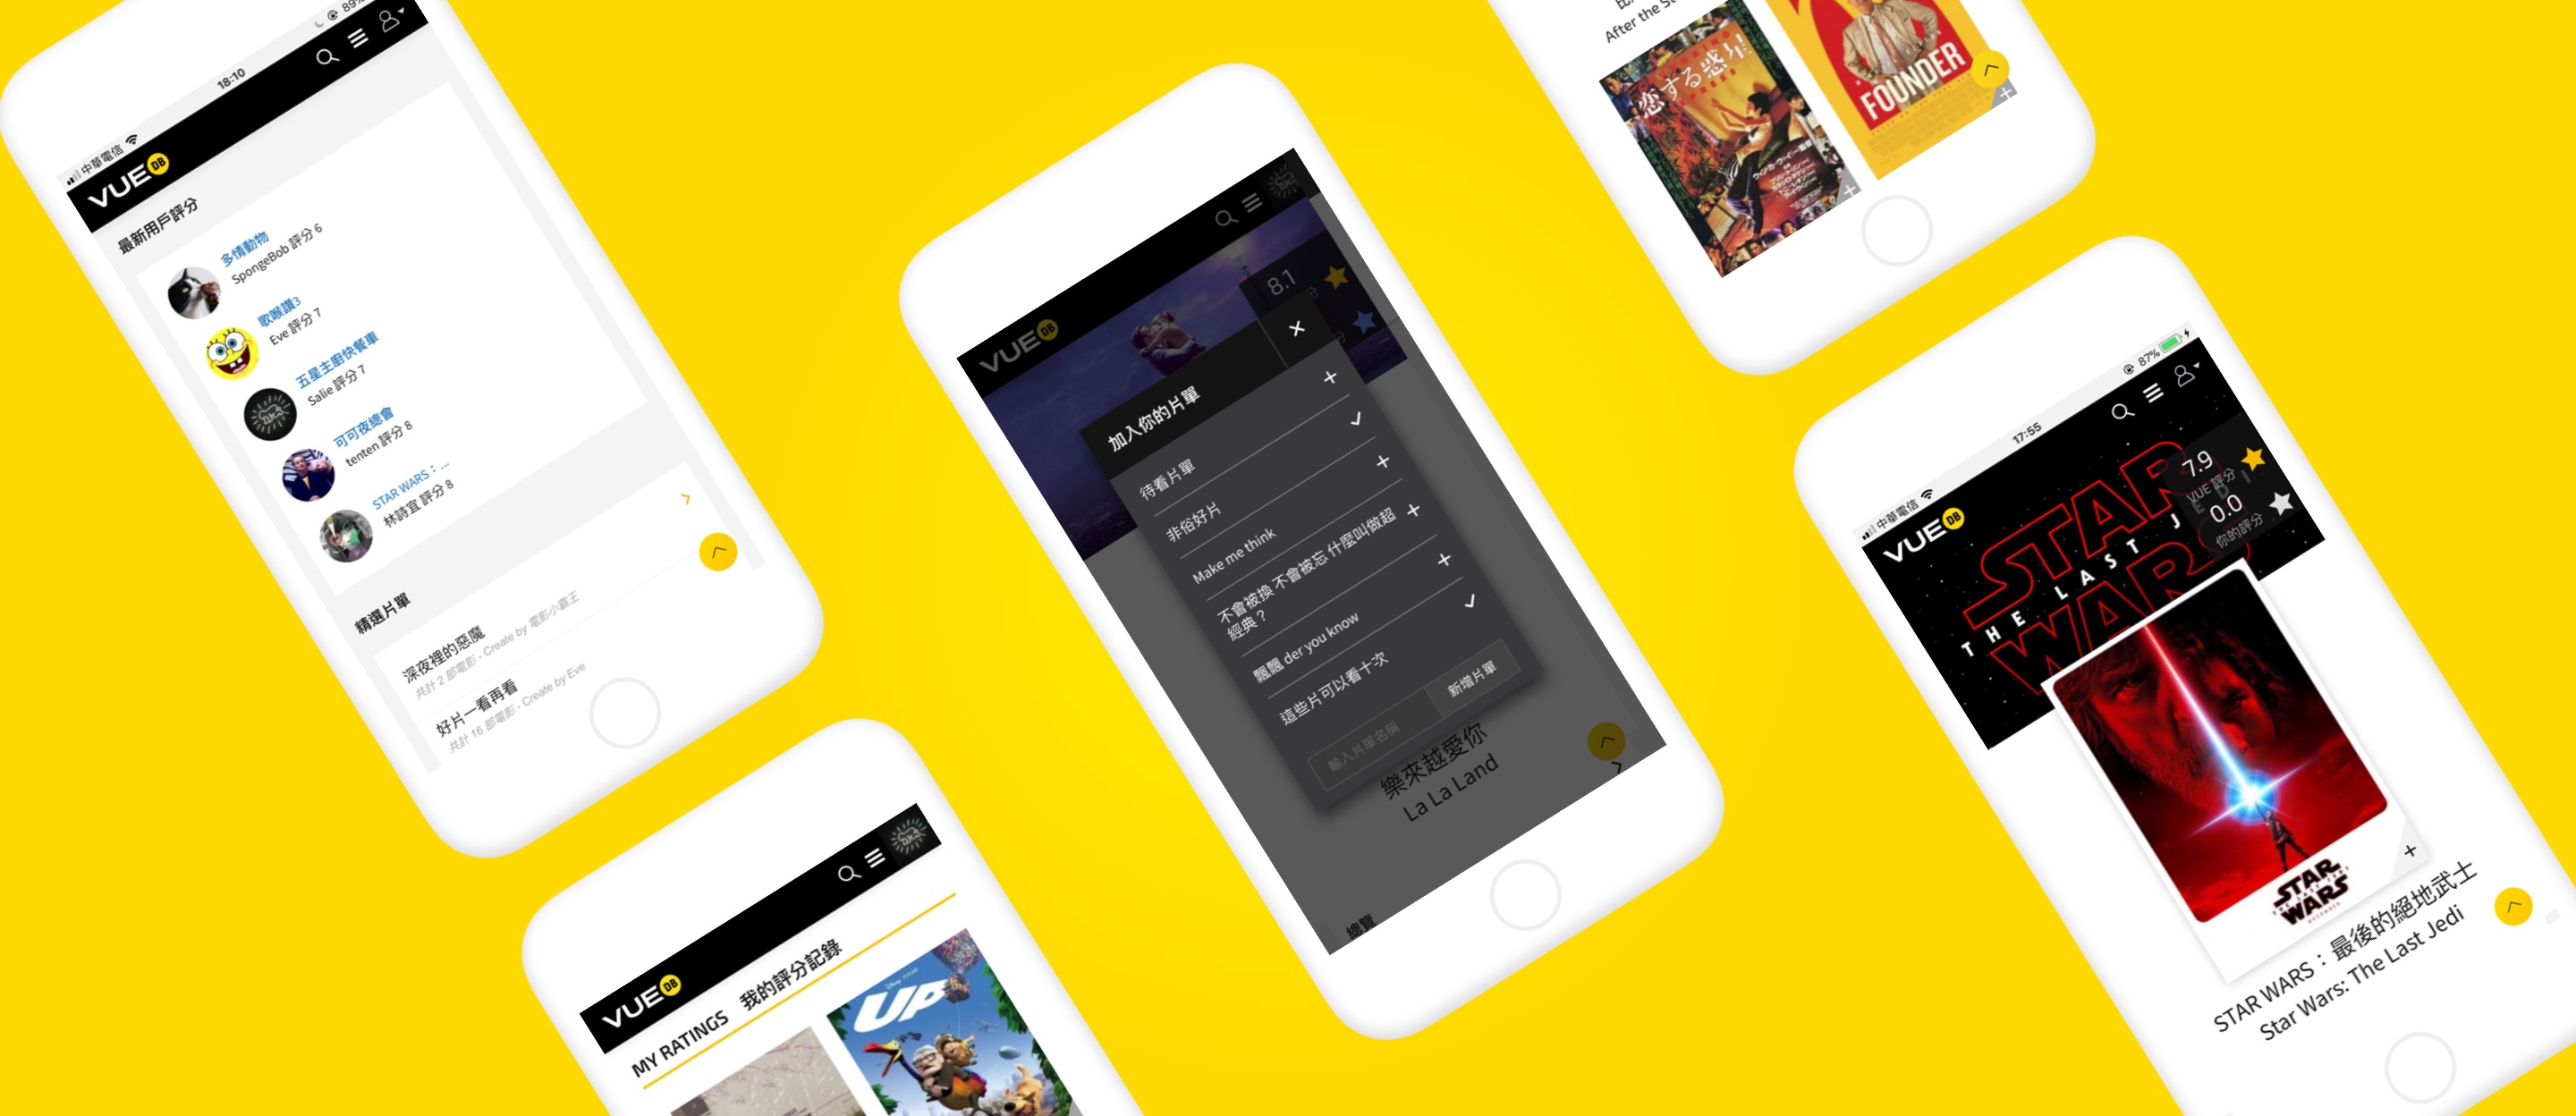 中華電信
18:10
89%
VUE DB
最新用戶評分
多情動物
SpongeBob 評分 6
歌喉讚3
Eve 評分 7
五星主廚快餐車
Salie 評分 7
可可夜總會
tenten 評分 8
STAR WARS：...
林詩宜 評分 8
精選片單
深夜裡的惡魔
共計 2 部電影 - Create by 電影小霸王
好片一看再看
共計 16 部電影 - Create by Eve
VUE DB
MY RATINGS 我的評分記錄
DISNEY PIXAR
UP
VUE DB
8.1
加入你的片單
待看片單
非俗好片
Make me think
不會被換 不會被忘 什麼叫做超
經典？
飄飄 der you know
這些片可以看十次
輸入片單名稱
新增片單
樂來越愛你
La La Land
總覽
After the St
恋する惑星
FOUNDER
中華電信
17:55
87%
VUE DB
STAR
THE LAST JEDI
WARS
7.9
VUE 評分
0.0
你的評分
STAR
WARS
STAR WARS：最後的絕地武士
Star Wars: The Last Jedi